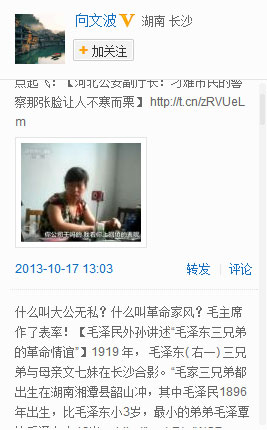 向文波 V 湖南 长沙
+ 加关注
点起飞：【河北公安副厅长：刁难市民的警
察那张脸让人不寒而栗】http://t.cn/zRVUeL
m
2013-10-17 13:03 转发 | 评论
什么叫大公无私？什么叫革命家风？毛主席
作了表率！【毛泽民外孙讲述“毛泽东三兄弟
的革命情谊”】1919 年， 毛泽东( 右一) 三兄
弟与母亲文七妹在长沙合影。“毛家三兄弟都
出生在湖南湘潭县韶山冲，其中毛泽民1896
年出生，比毛泽东小3岁，最小的弟弟毛泽覃